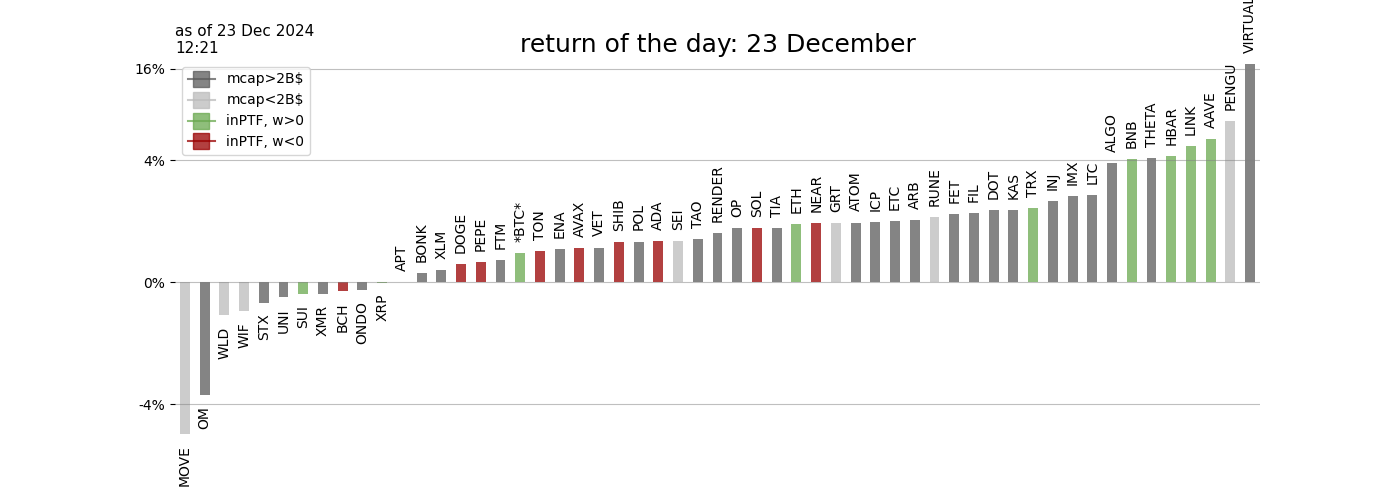 as of 23 Dec 2024
12:21
return of the day: 23 December
mcap>2B$
mcap<2B$
inPTF, w>0
inPTF, w<0
16%
4%
0%
-4%
MOVE
OM
WLD
WIF
STX
UNI
SUI
XMR
BCH
ONDO
XRP
APT
BONK
XLM
DOGE
PEPE
FTM
*BTC*
TON
ENA
AVAX
VET
SHIB
POL
ADA
SEI
TAO
RENDER
OP
SOL
TIA
ETH
NEAR
GRT
ATOM
ICP
ETC
ARB
RUNE
FET
FIL
DOT
KAS
TRX
INJ
IMX
LTC
ALGO
BNB
THETA
HBAR
LINK
AAVE
PENGU
VIRTUAL